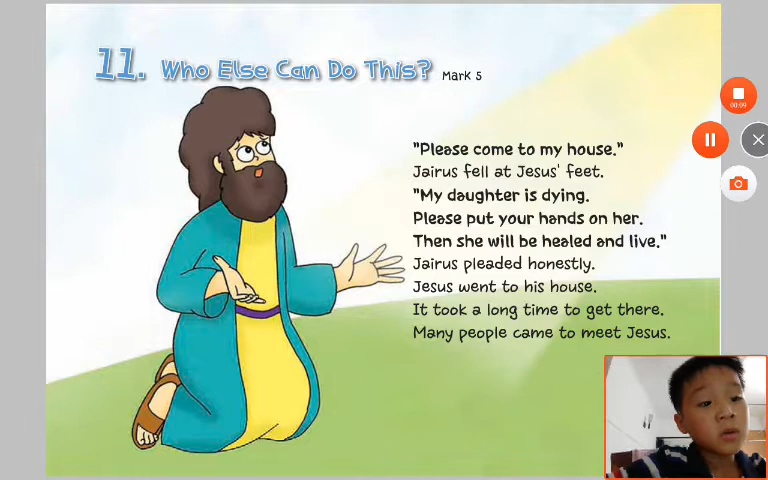 11. Who Else Can Do This? Mark 5
"Please come to my house."
Jairus fell at Jesus' feet.
"My daughter is dying.
Please put your hands on her.
Then she will be healed and live."
Jairus pleaded honestly.
Jesus went to his house.
It took a long time to get there.
Many people came to meet Jesus.
00:09